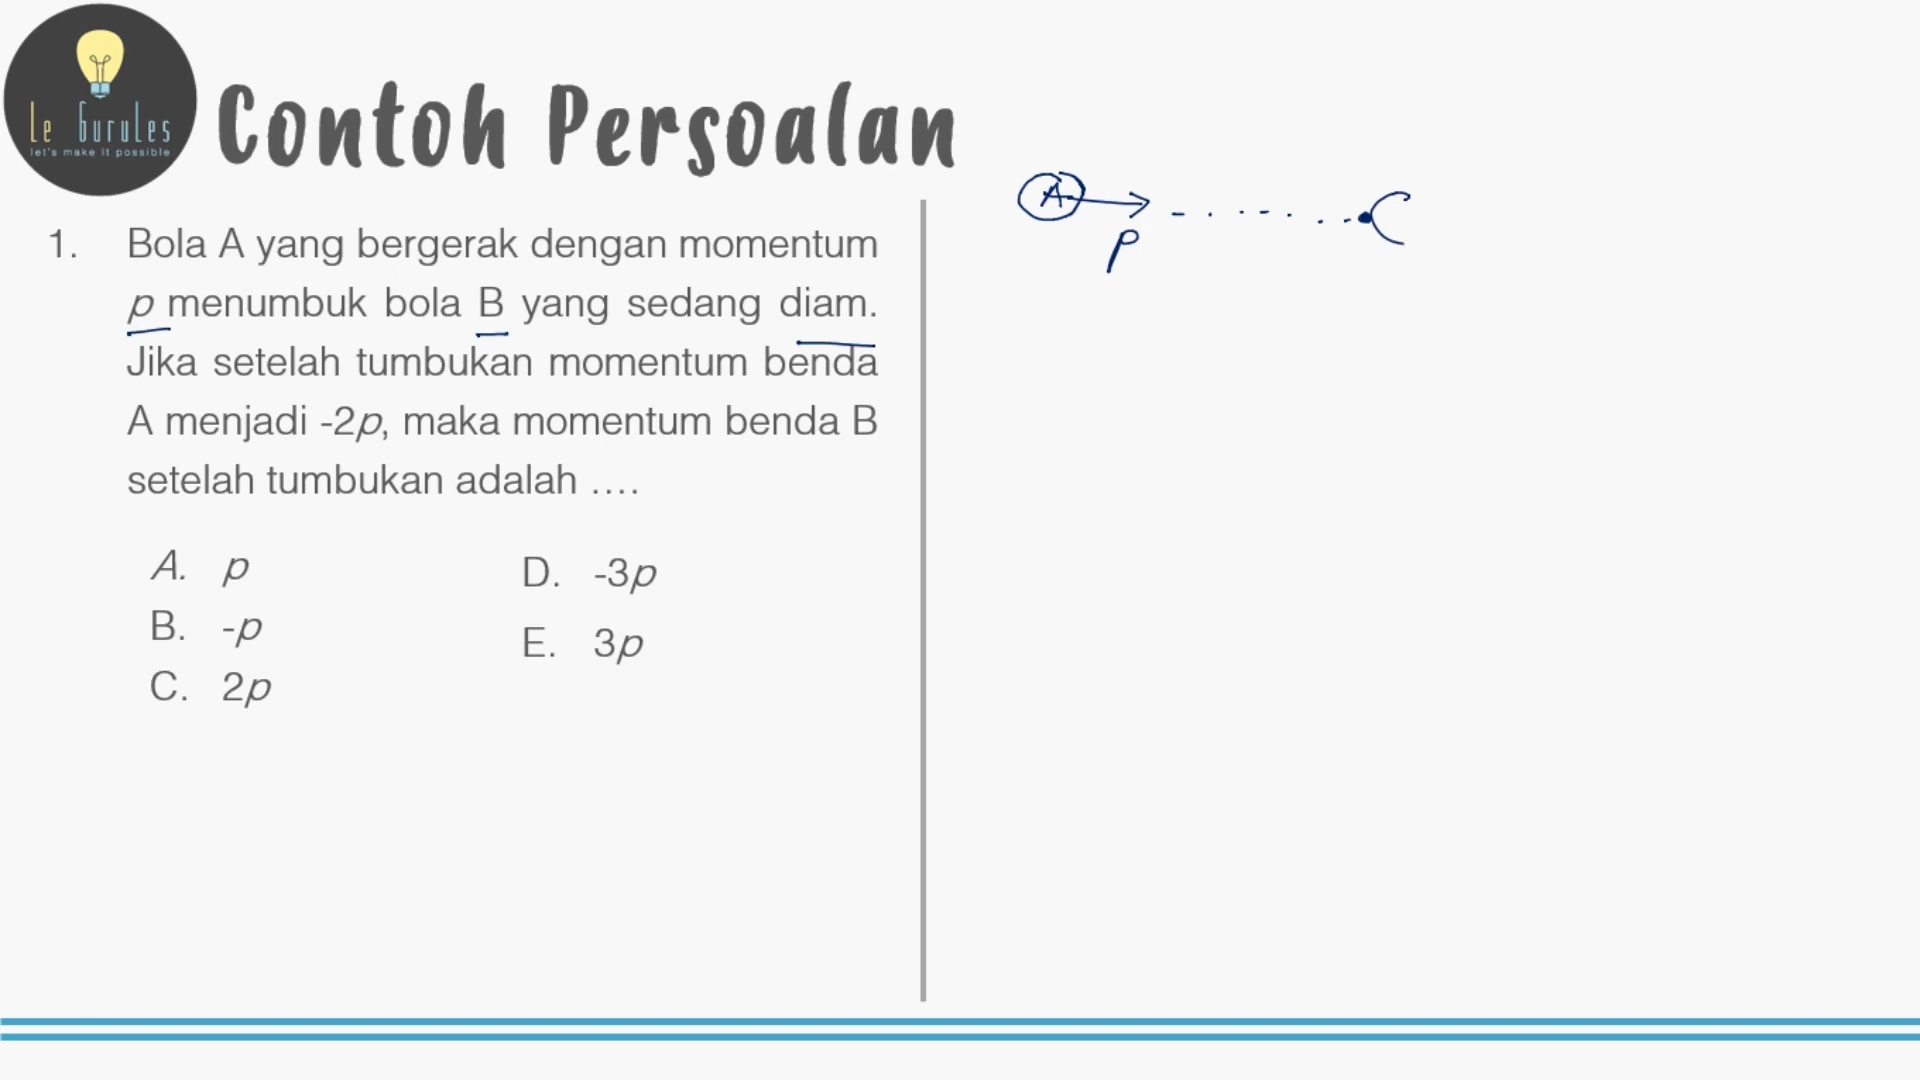 Le GuruLes
let's make it possible
Contoh Persoalan
1. Bola A yang bergerak dengan momentum
p menumbuk bola B yang sedang diam.
Jika setelah tumbukan momentum benda
A menjadi -2p, maka momentum benda B
setelah tumbukan adalah ....
A. p
B. -p
C. 2p
D. -3p
E. 3p
A
p